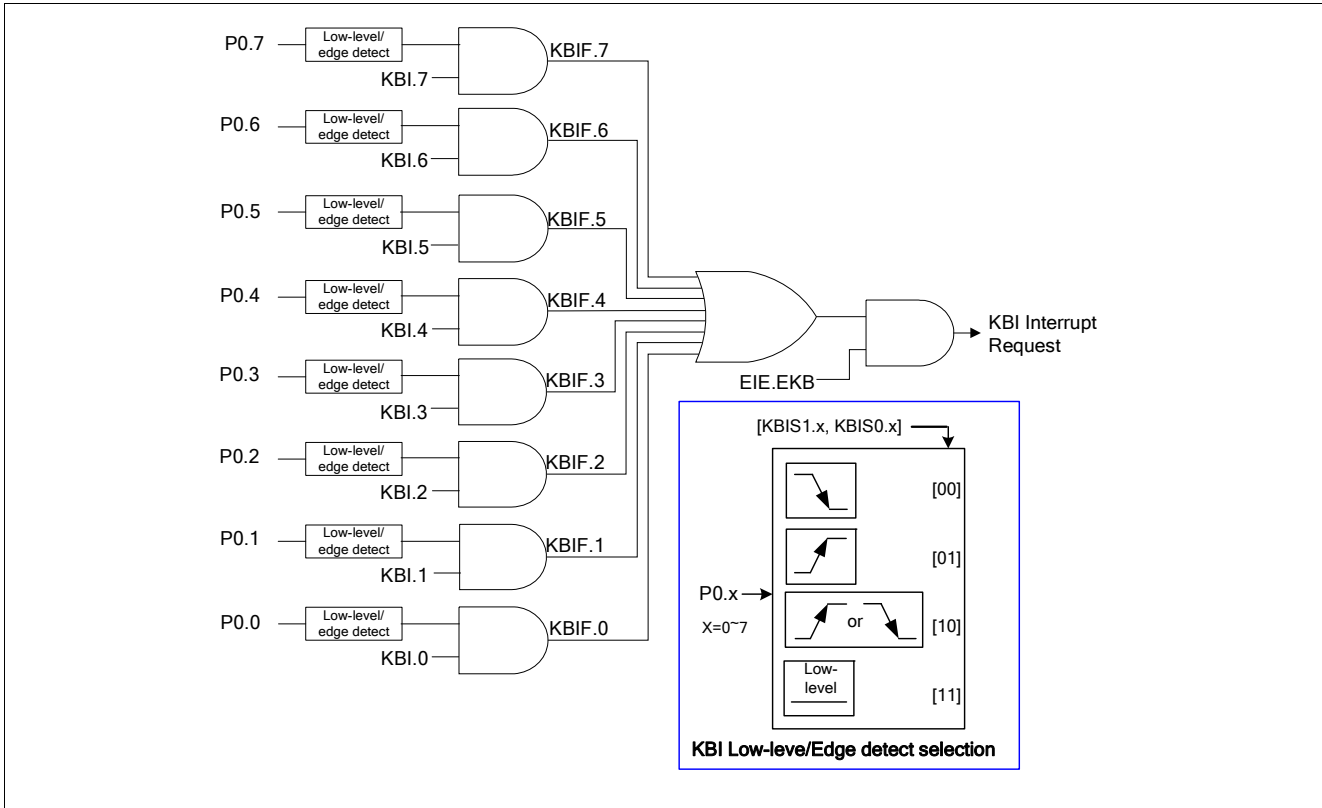 P0.7
Low-level/
edge detect
KBI.7
KBIF.7
P0.6
Low-level/
edge detect
KBI.6
KBIF.6
P0.5
Low-level/
edge detect
KBI.5
KBIF.5
P0.4
Low-level/
edge detect
KBI.4
KBIF.4
P0.3
Low-level/
edge detect
KBI.3
KBIF.3
P0.2
Low-level/
edge detect
KBI.2
KBIF.2
P0.1
Low-level/
edge detect
KBI.1
KBIF.1
P0.0
Low-level/
edge detect
KBI.0
KBIF.0
EIE.EKB
KBI Interrupt
Request
[KBIS1.x, KBIS0.x]
[00]
[01]
P0.x
X=0~7
or
[10]
Low-
level
[11]
KBI Low-leve/Edge detect selection